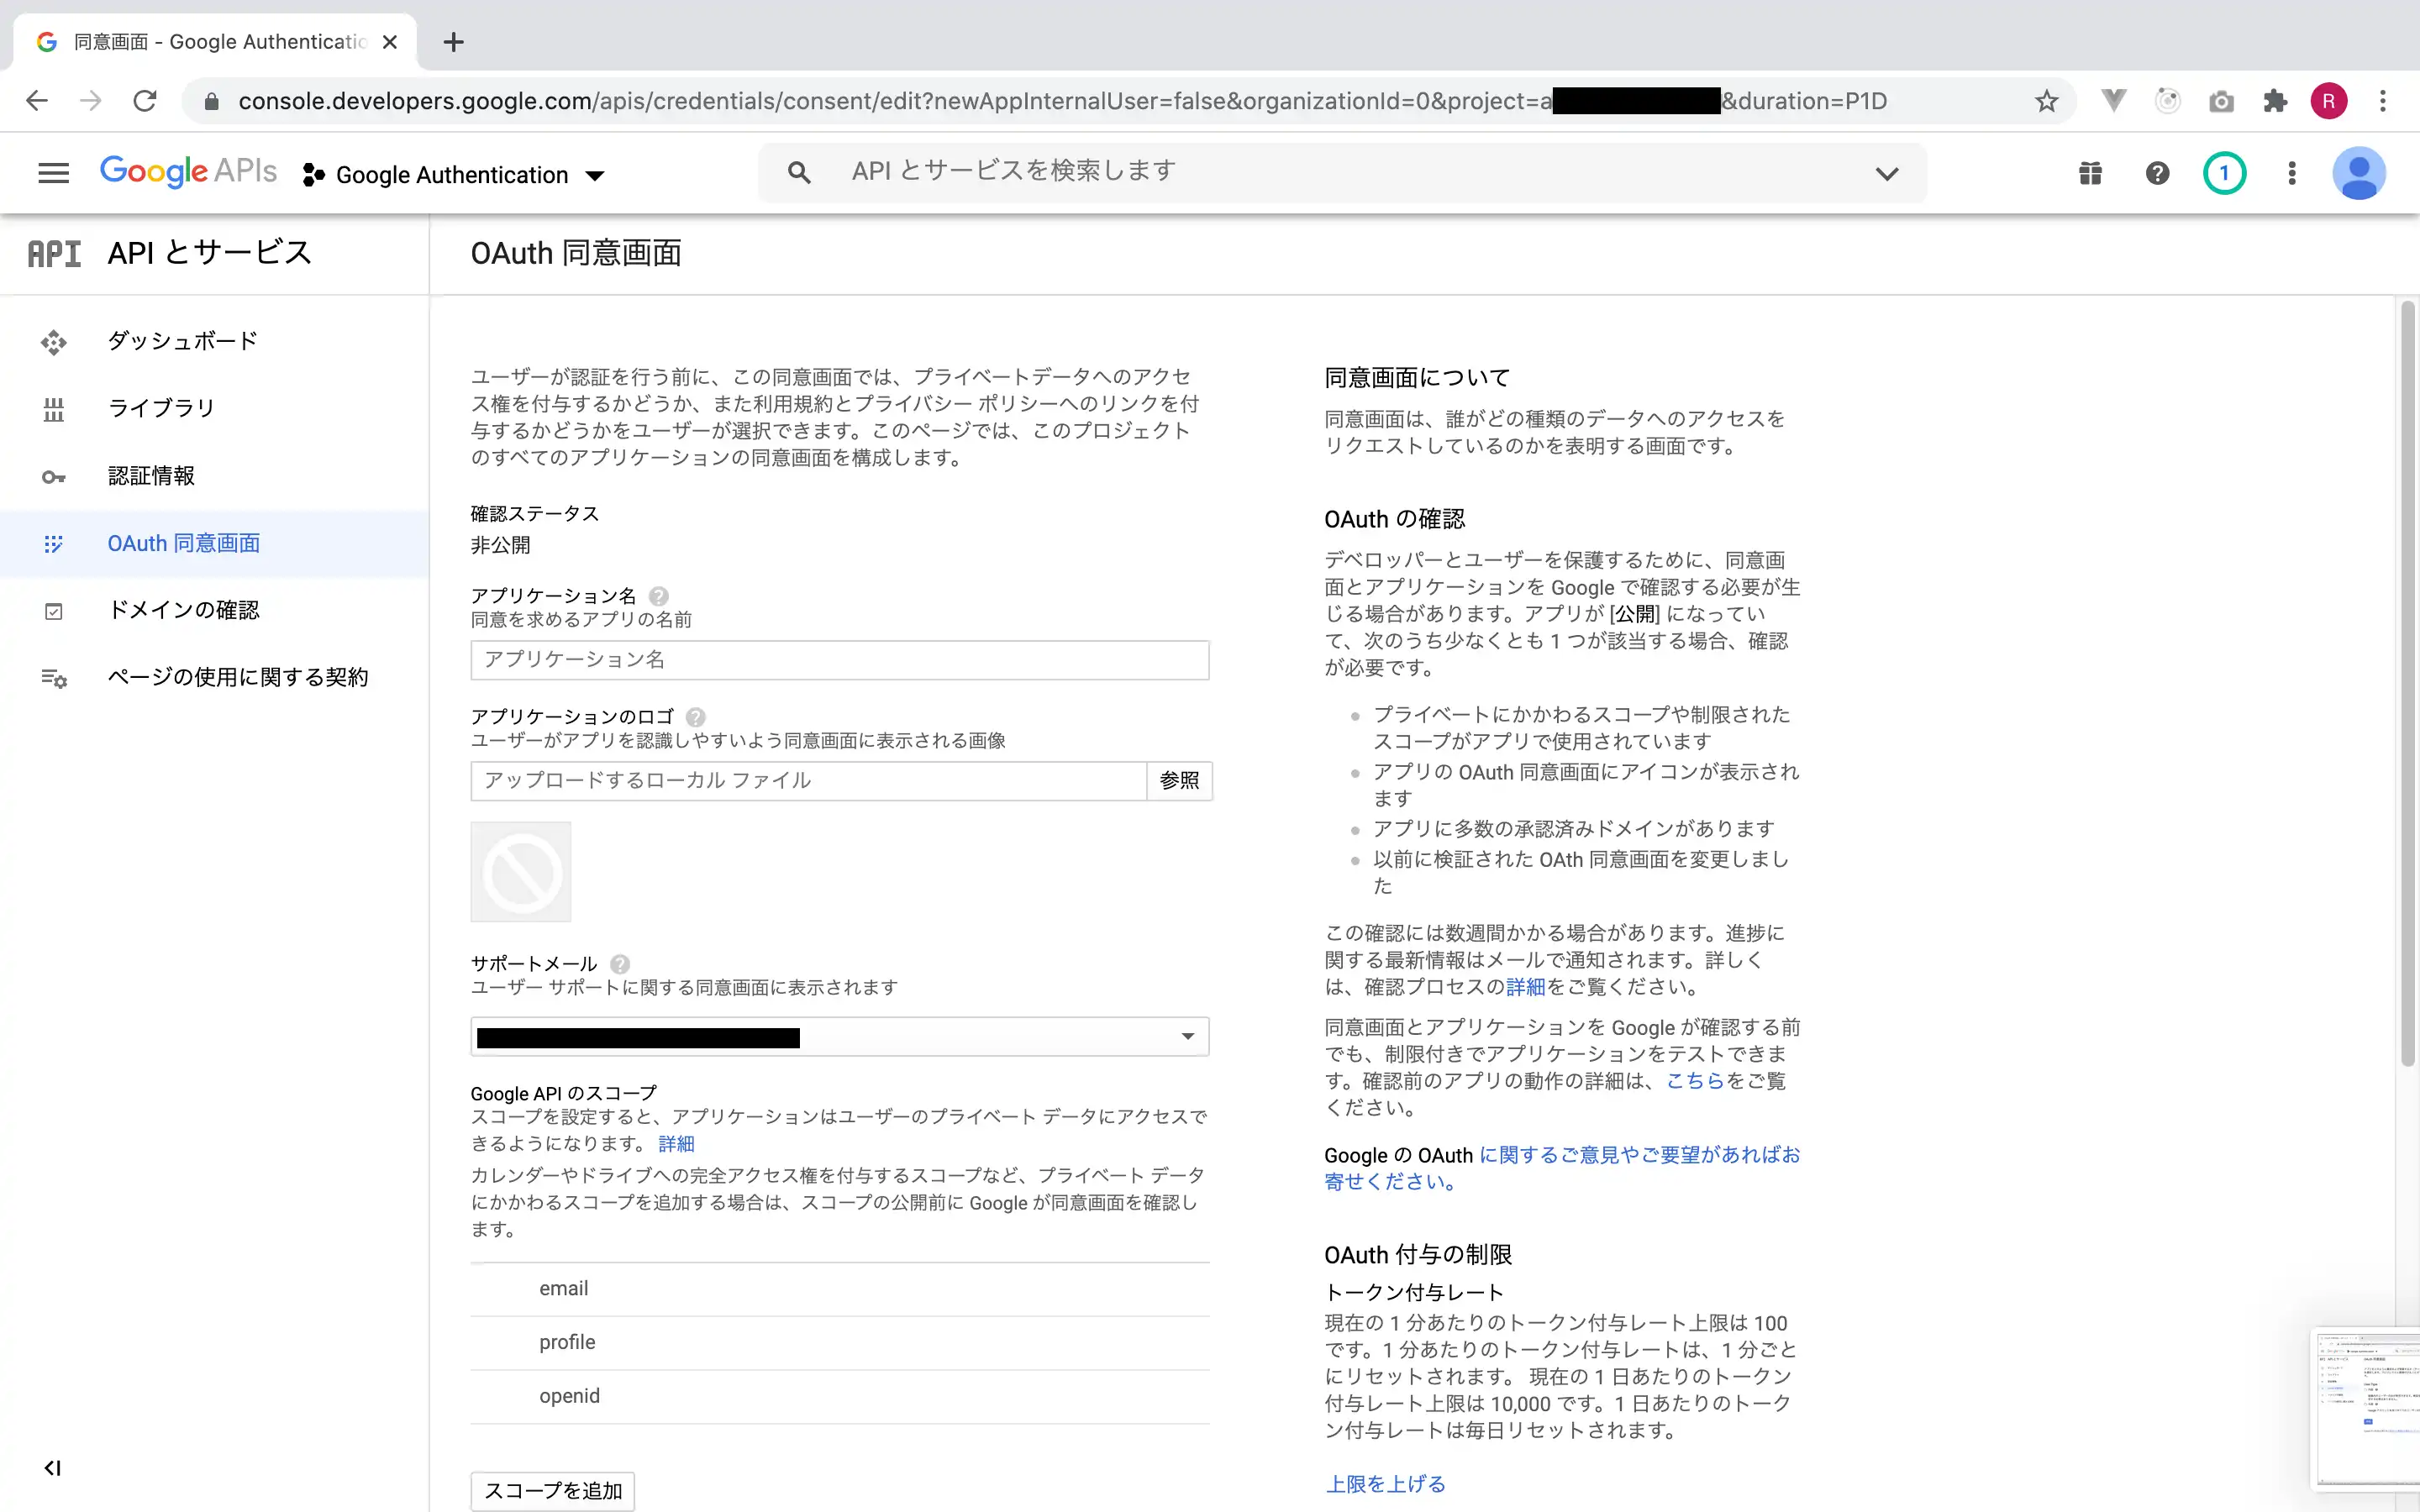 同意画面 - Google Authenticatio
console.developers.google.com/apis/credentials/consent/edit?newAppInternalUser=false&organizationId=0&project=a
&duration=P1D
R
Google APIs
Google Authentication
API とサービスを検索します
1
API
API とサービス
OAuth 同意画面
ダッシュボード
ライブラリ
認証情報
OAuth 同意画面
ドメインの確認
ページの使用に関する契約
ユーザーが認証を行う前に、この同意画面では、プライベートデータへのアクセ
ス権を付与するかどうか、また利用規約とプライバシー ポリシーへのリンクを付
与するかどうかをユーザーが選択できます。このページでは、このプロジェクト
のすべてのアプリケーションの同意画面を構成します。
確認ステータス
非公開
アプリケーション名
同意を求めるアプリの名前
アプリケーション名
アプリケーションのロゴ
ユーザーがアプリを認識しやすいよう同意画面に表示される画像
アップロードするローカル ファイル
参照
サポートメール
ユーザー サポートに関する同意画面に表示されます
Google API のスコープ
スコープを設定すると、アプリケーションはユーザーのプライベート データにアクセスで
きるようになります。 詳細
カレンダーやドライブへの完全アクセス権を付与するスコープなど、プライベート データ
にかかわるスコープを追加する場合は、スコープの公開前に Google が同意画面を確認し
ます。
email
profile
openid
スコープを追加
同意画面について
同意画面は、誰がどの種類のデータへのアクセスを
リクエストしているのかを表明する画面です。
OAuth の確認
デベロッパーとユーザーを保護するために、同意画
面とアプリケーションを Google で確認する必要が生
じる場合があります。アプリが [公開] になってい
て、次のうち少なくとも 1 つが該当する場合、確認
が必要です。
プライベートにかかわるスコープや制限された
スコープがアプリで使用されています
アプリの OAuth 同意画面にアイコンが表示され
ます
アプリに多数の承認済みドメインがあります
以前に検証された OAth 同意画面を変更しまし
た
この確認には数週間かかる場合があります。進捗に
関する最新情報はメールで通知されます。詳しく
は、確認プロセスの詳細をご覧ください。
同意画面とアプリケーションを Google が確認する前
でも、制限付きでアプリケーションをテストできま
す。確認前のアプリの動作の詳細は、こちらをご覧
ください。
Google の OAuth に関するご意見やご要望があればお
寄せください。
OAuth 付与の制限
トークン付与レート
現在の 1 分あたりのトークン付与レート上限は 100
です。1 分あたりのトークン付与レートは、1 分ごと
にリセットされます。 現在の 1 日あたりのトークン
付与レート上限は 10,000 です。1 日あたりのトーク
ン付与レートは毎日リセットされます。
上限を上げる